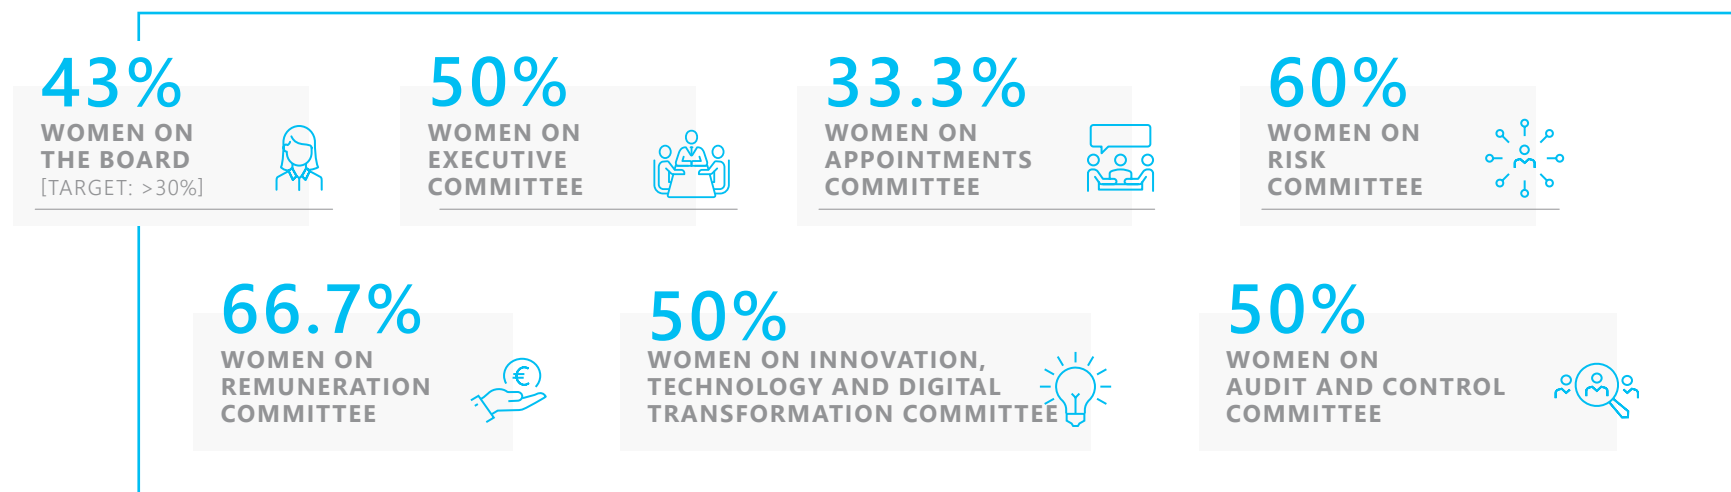 43%
WOMEN ON
THE BOARD
[TARGET: >30%]
50%
WOMEN ON
EXECUTIVE
COMMITTEE
33.3%
WOMEN ON
APPOINTMENTS
COMMITTEE
60%
WOMEN ON
RISK
COMMITTEE
66.7%
WOMEN ON
REMUNERATION
COMMITTEE
€
50%
WOMEN ON INNOVATION,
TECHNOLOGY AND DIGITAL
TRANSFORMATION COMMITTEE
50%
WOMEN ON
AUDIT AND CONTROL
COMMITTEE